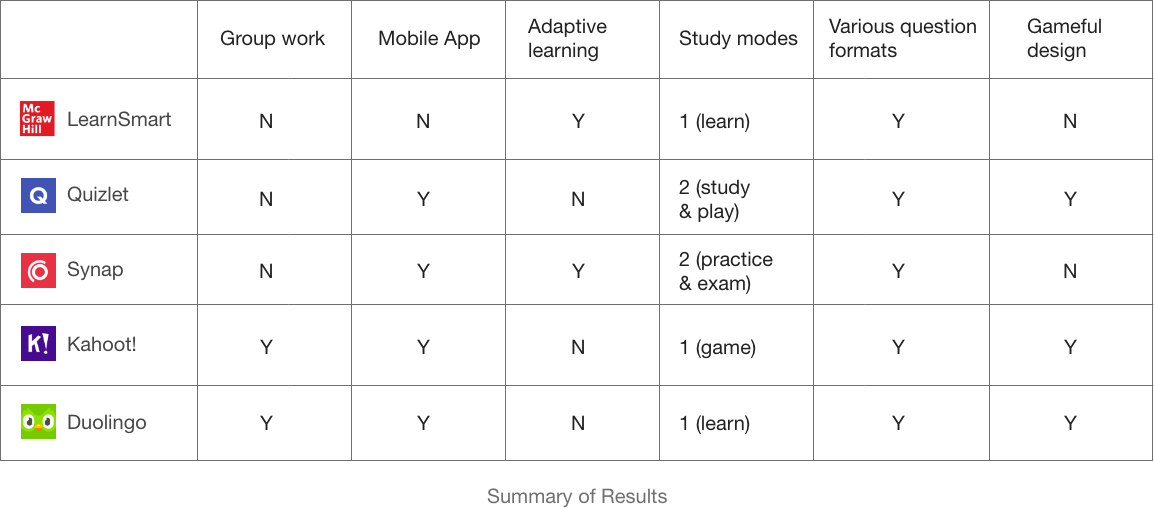 Group work
Mobile App
Adaptive
learning
Study modes
Various question
formats
Gameful
design
Mc
Graw
Hill
LearnSmart
N
N
Y
1 (learn)
Y
N
Q
Quizlet
N
Y
N
2 (study
& play)
Y
Y
Synap
N
Y
Y
2 (practice
& exam)
Y
N
K!
Kahoot!
Y
Y
N
1 (game)
Y
Y
Duolingo
Y
Y
N
1 (learn)
Y
Y
Summary of Results